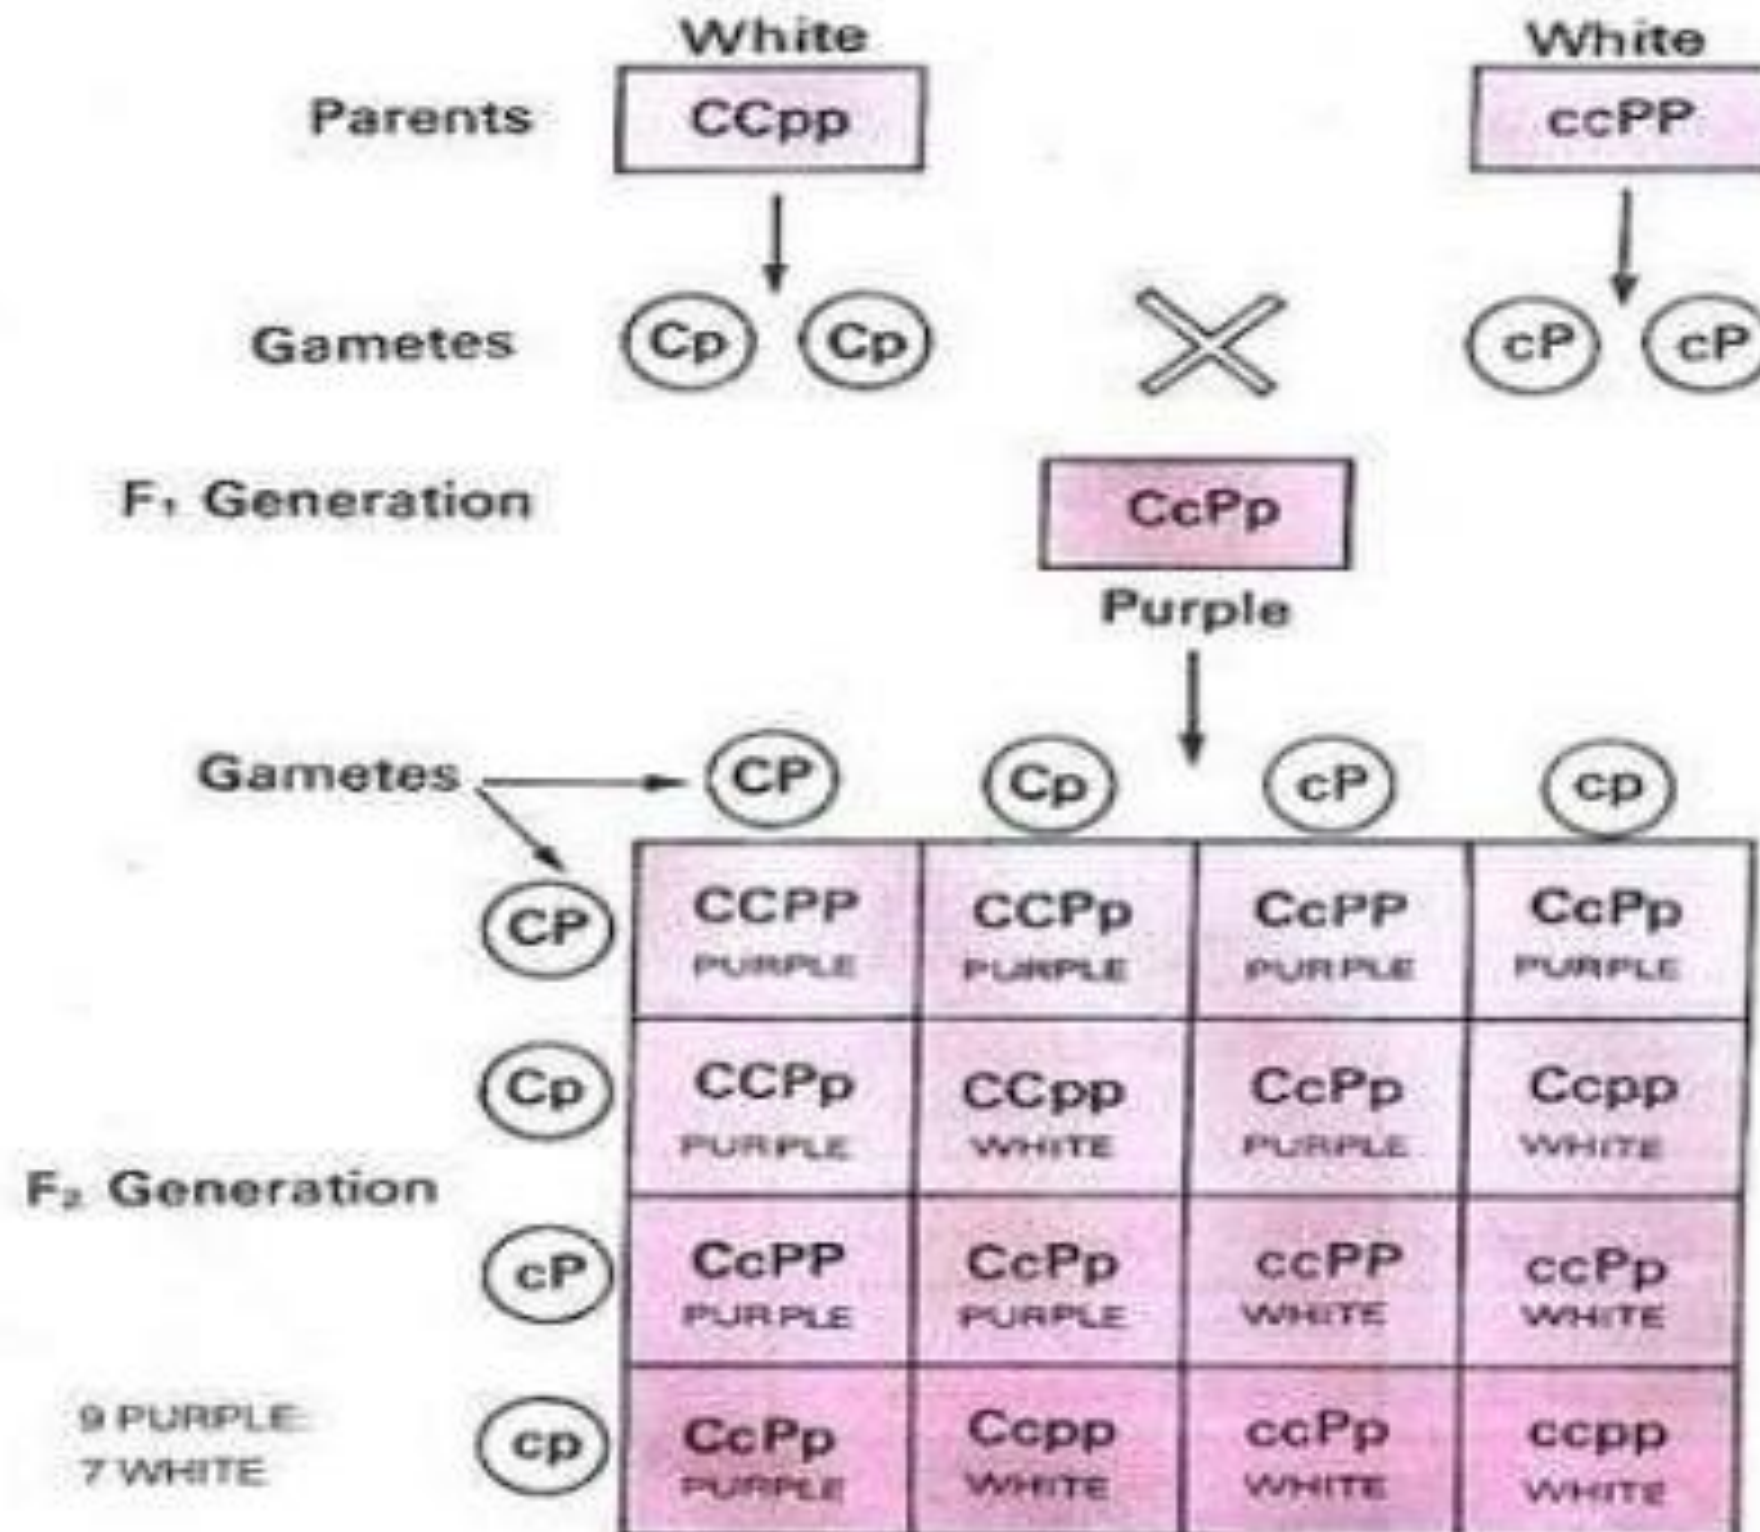 White White
Parents CCpp ccPP
Gametes Cp Cp cP cP
F₁ Generation CcPp
Purple
Gametes CP Cp cP cp
CP CCPP CCPp CcPP CcPp
PURPLE PURPLE PURPLE PURPLE
Cp CCPp CCpp CcPp Ccpp
PURPLE WHITE PURPLE WHITE
F₂ Generation
cP CcPP CcPp ccPP ccPp
PURPLE PURPLE WHITE WHITE
9 PURPLE:
7 WHITE
cp CcPp Ccpp ccPp ccpp
PURPLE WHITE WHITE WHITE